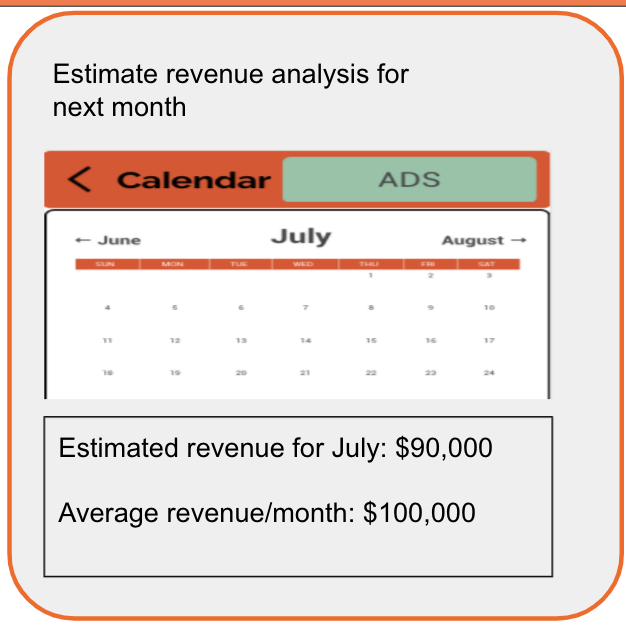 Estimate revenue analysis for
next month
< Calendar ADS
← June July August →
SUN MON TUE WED THU FRI SAT
1 2 3
4 5 6 7 8 9 10
11 12 13 14 15 16 17
18 19 20 21 22 23 24
Estimated revenue for July: $90,000
Average revenue/month: $100,000